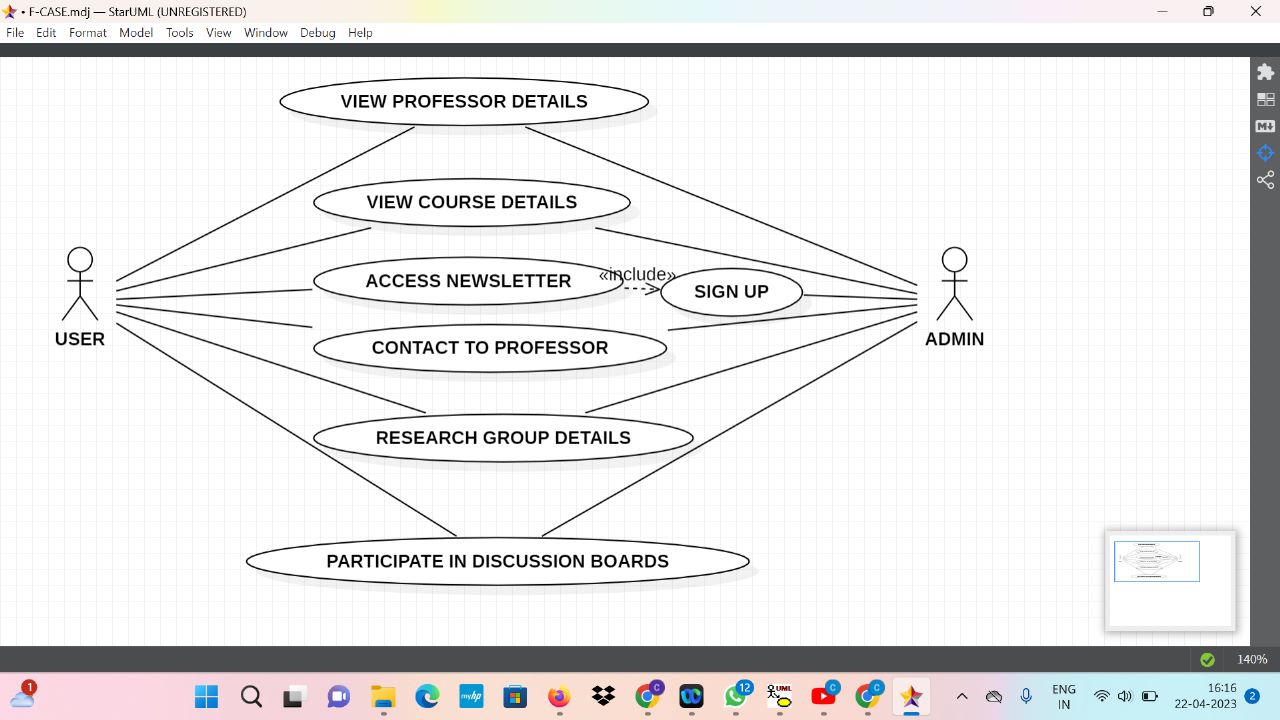 F-CASE.mdj — StarUML (UNREGISTERED)
File Edit Format Model Tools View Window Debug Help
VIEW PROFESSOR DETAILS
VIEW COURSE DETAILS
ACCESS NEWSLETTER
«include»
SIGN UP
CONTACT TO PROFESSOR
USER
ADMIN
RESEARCH GROUP DETAILS
PARTICIPATE IN DISCUSSION BOARDS
M↓
140%
1
myhp
C
12
UML
C
C
ENG
IN
16:16
22-04-2023
2